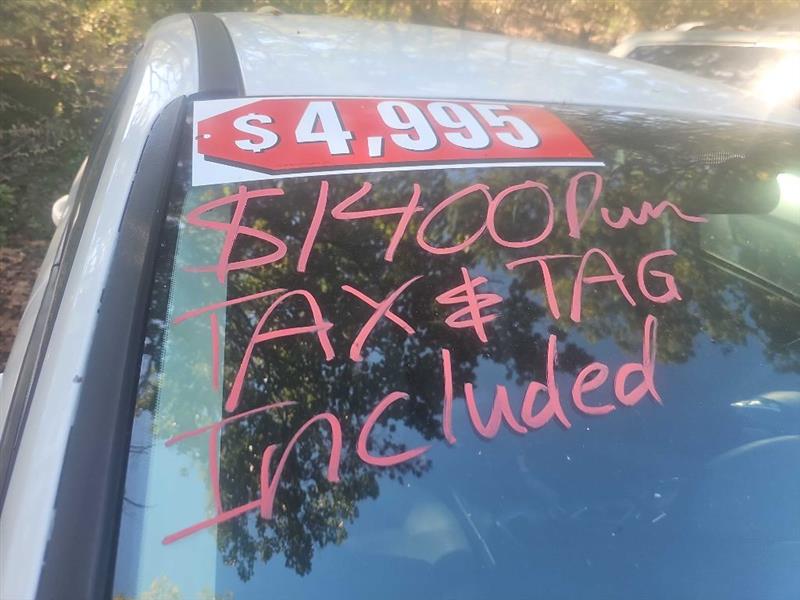 $4,995
$1400 Dwn
TAX & TAG
Included